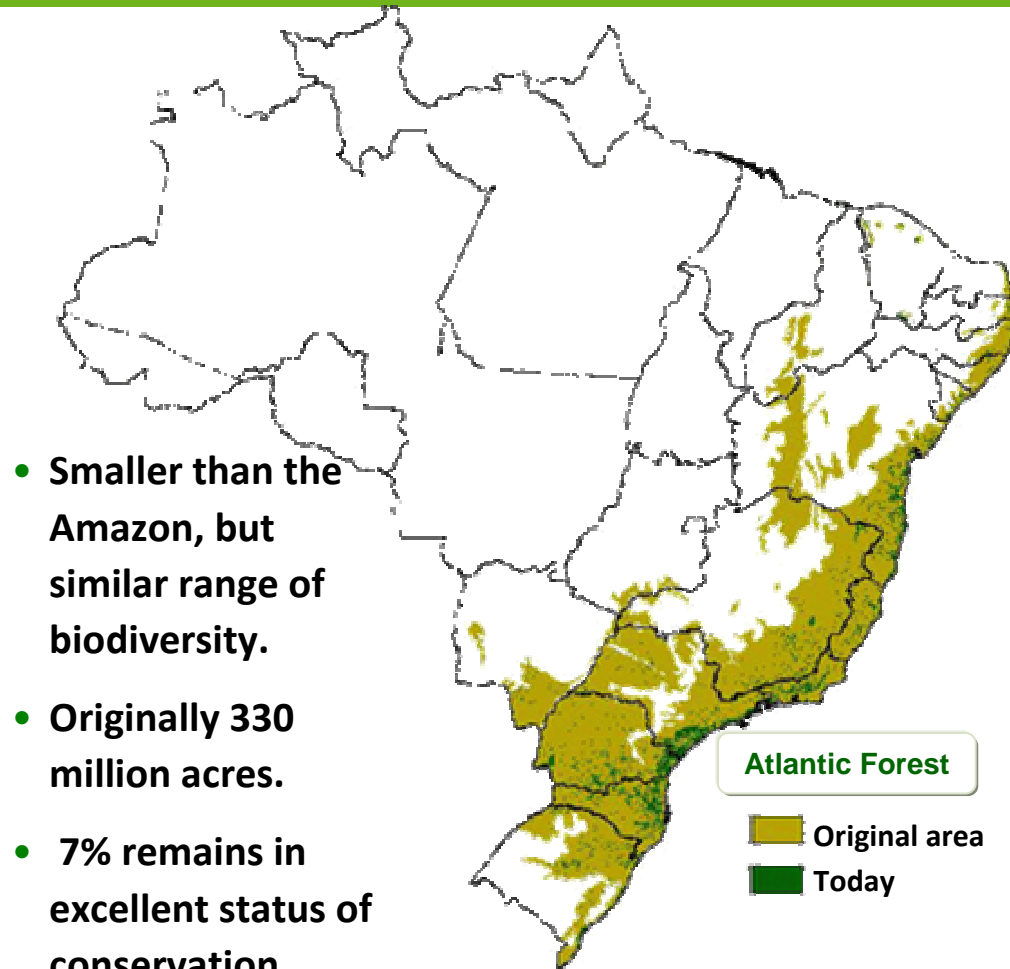 • Smaller than the
Amazon, but
similar range of
biodiversity.
• Originally 330
million acres.
• 7% remains in
excellent status of
conservation
Atlantic Forest
Original area
Today